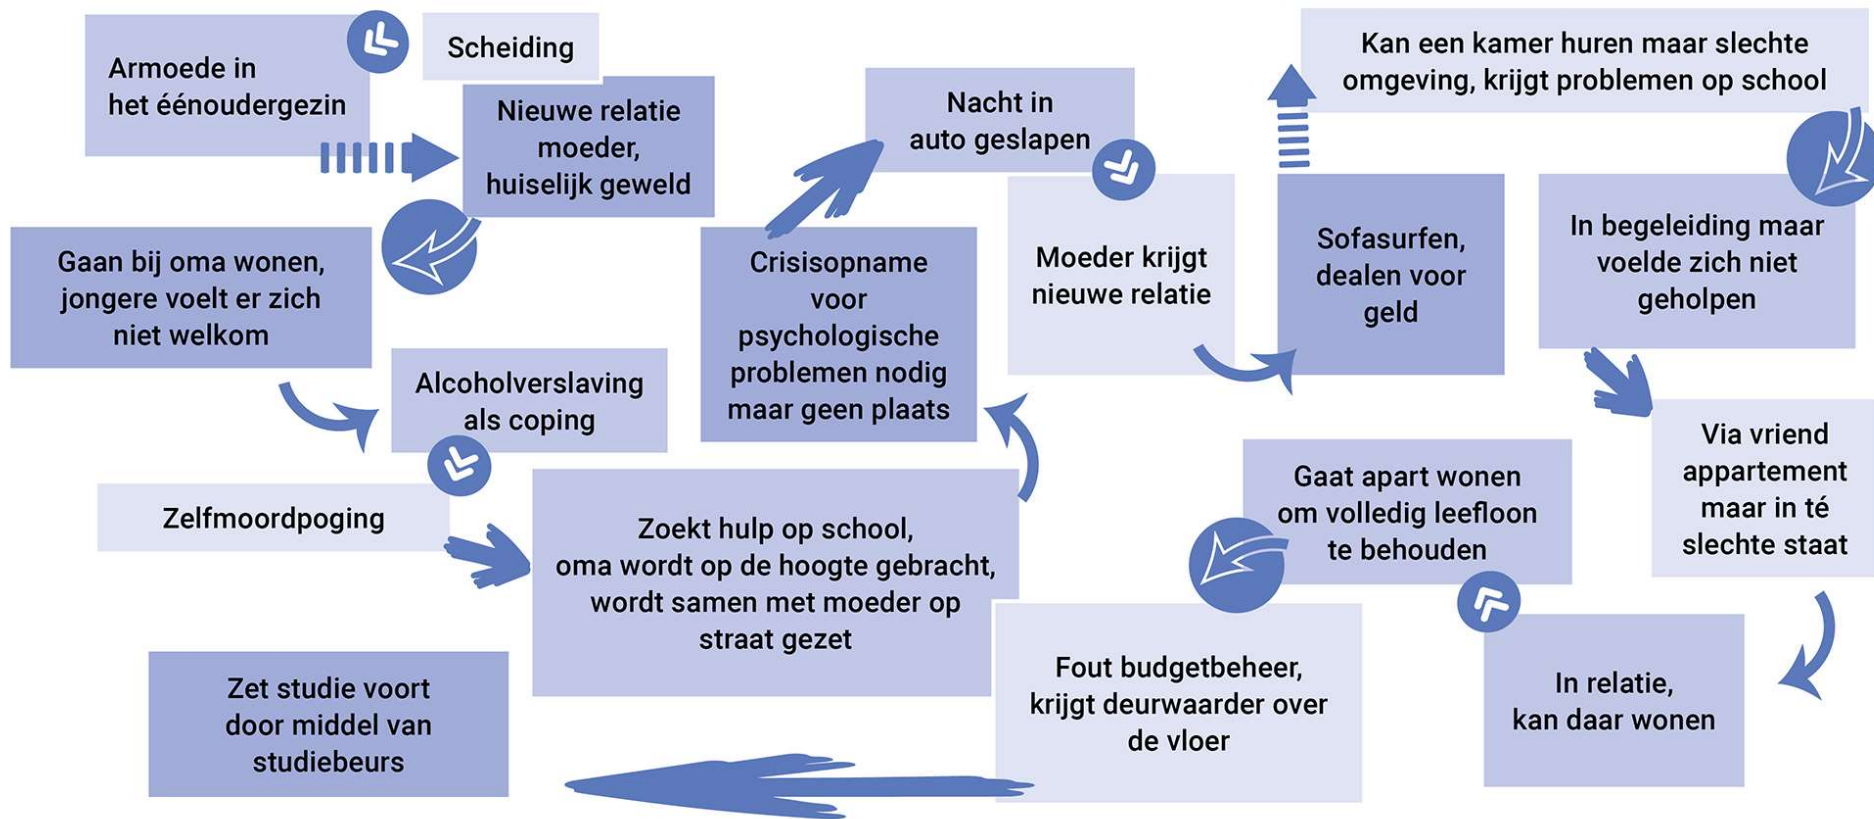 Scheiding
Armoede in
het éénoudergezin
Nieuwe relatie
moeder,
huiselijk geweld
Gaan bij oma wonen,
jongere voelt er zich
niet welkom
Alcoholverslaving
als coping
Zelfmoordpoging
Zoekt hulp op school,
oma wordt op de hoogte gebracht,
wordt samen met moeder op
straat gezet
Crisisopname
voor
psychologische
problemen nodig
maar geen plaats
Nacht in
auto geslapen
Moeder krijgt
nieuwe relatie
Sofasurfen,
dealen voor
geld
Kan een kamer huren maar slechte
omgeving, krijgt problemen op school
In begeleiding maar
voelde zich niet
geholpen
Via vriend
appartement
maar in té
slechte staat
In relatie,
kan daar wonen
Gaat apart wonen
om volledig leefloon
te behouden
Fout budgetbeheer,
krijgt deurwaarder over
de vloer
Zet studie voort
door middel van
studiebeurs